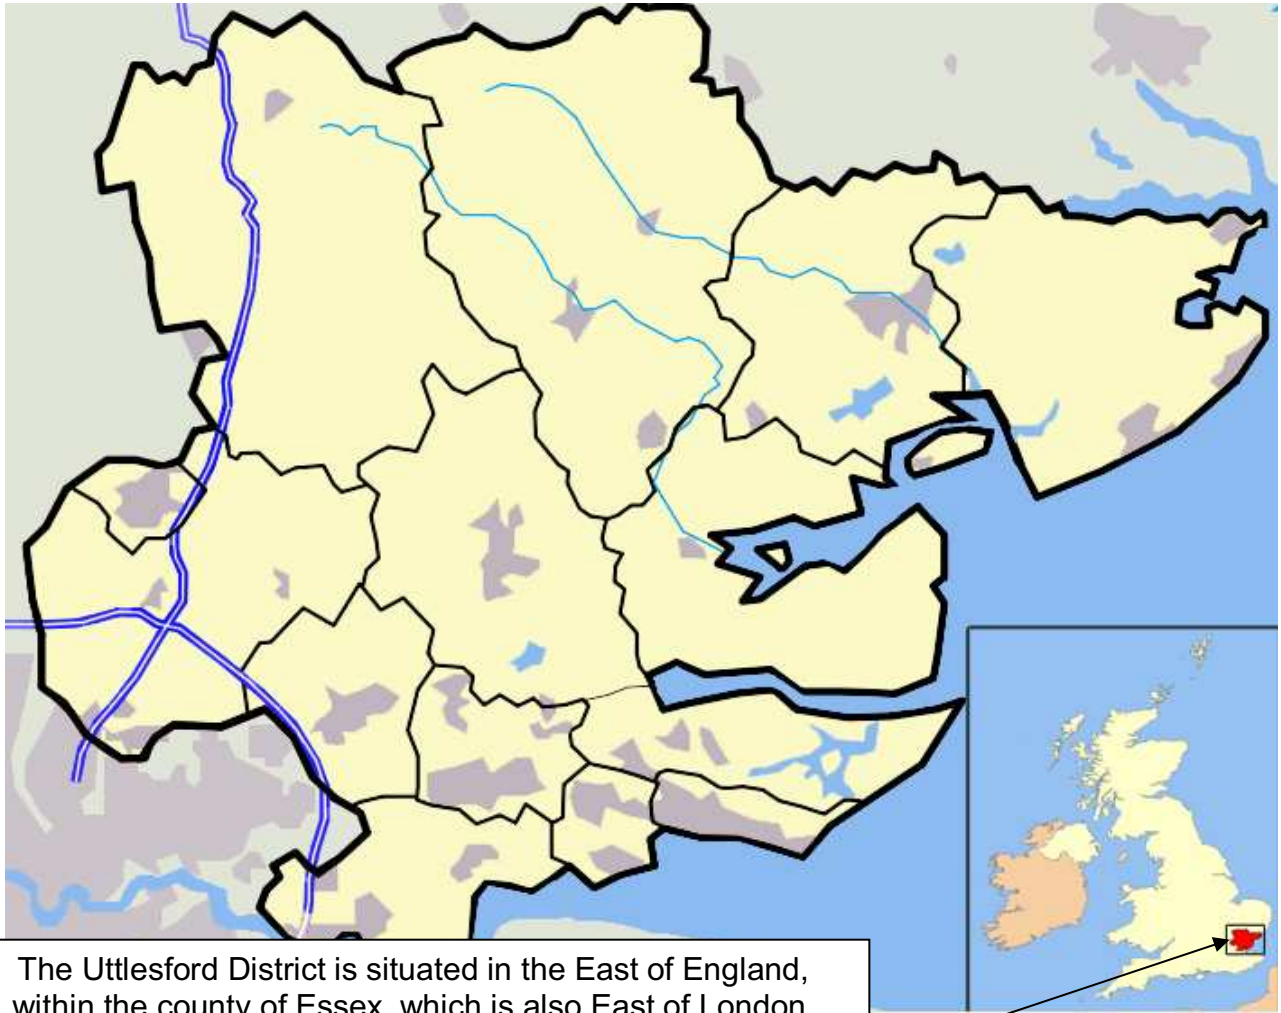 The Uttlesford District is situated in the East of England,
within the county of Essex, which is also East of London